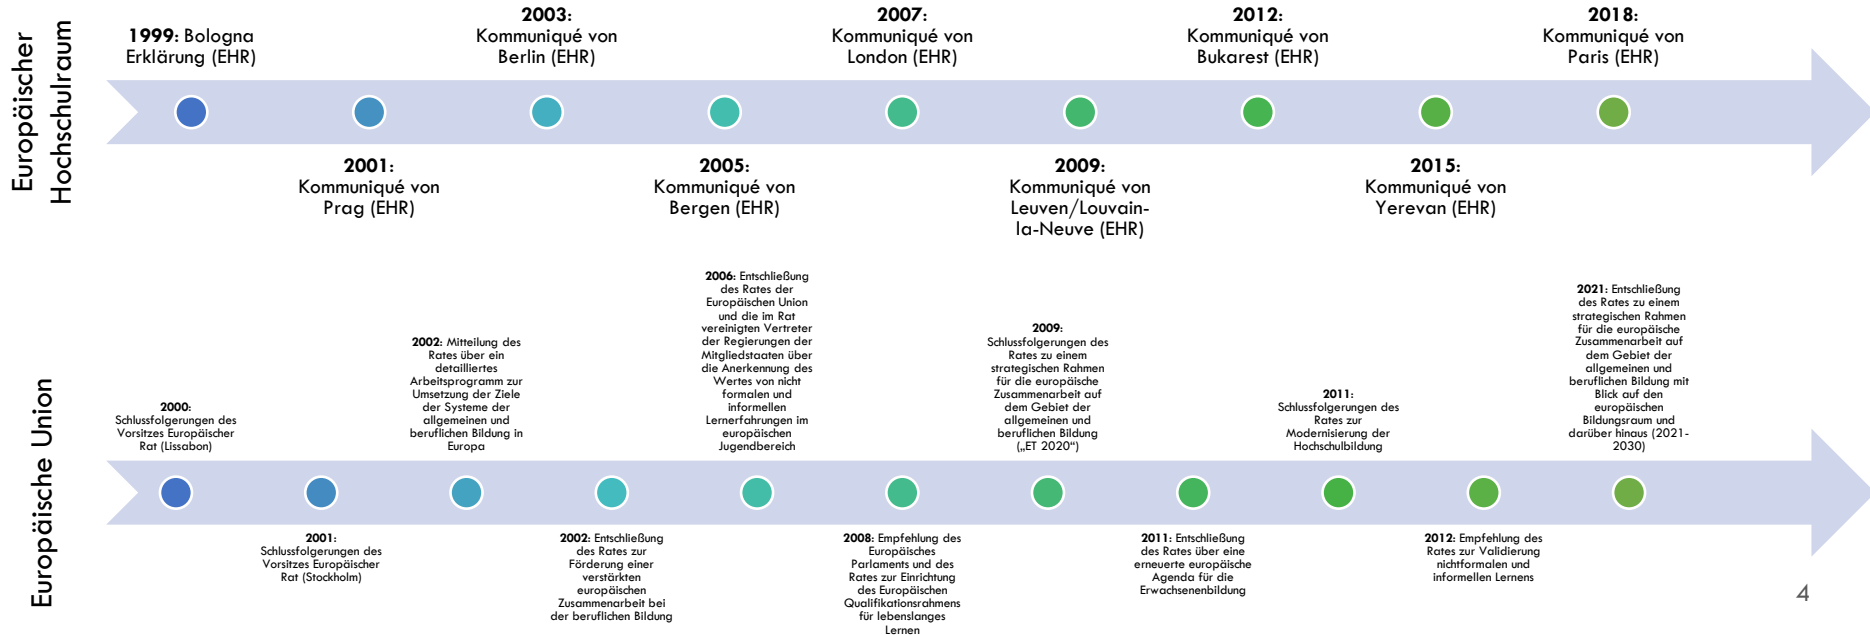 Europäischer
Hochschulraum
1999: Bologna
Erklärung (EHR)
2001:
Kommuniqué von
Prag (EHR)
2003:
Kommuniqué von
Berlin (EHR)
2005:
Kommuniqué von
Bergen (EHR)
2007:
Kommuniqué von
London (EHR)
2009:
Kommuniqué von
Leuven/Louvain-
la-Neuve (EHR)
2012:
Kommuniqué von
Bukarest (EHR)
2015:
Kommuniqué von
Yerevan (EHR)
2018:
Kommuniqué von
Paris (EHR)
Europäische Union
2000:
Schlussfolgerungen des
Vorsitzes Europäischer
Rat (Lissabon)
2001:
Schlussfolgerungen des
Vorsitzes Europäischer
Rat (Stockholm)
2002: Mitteilung des
Rates über ein
detailliertes
Arbeitsprogramm zur
Umsetzung der Ziele
der Systeme der
allgemeinen und
beruflichen Bildung in
Europa
2002: Entschließung
des Rates zur
Förderung einer
verstärkten
europäischen
Zusammenarbeit bei
der beruflichen Bildung
2006: Entschließung
des Rates der
Europäischen Union
und die im Rat
vereinigten Vertreter
der Regierungen der
Mitgliedstaaten über
die Anerkennung des
Wertes von nicht
formalen und
informellen
Lernerfahrungen im
europäischen
Jugendbereich
2008: Empfehlung des
Europäisches
Parlaments und des
Rates zur Einrichtung
des Europäischen
Qualifikationsrahmens
für lebenslanges
Lernen
2009:
Schlussfolgerungen des
Rates zu einem
strategischen Rahmen
für die europäische
Zusammenarbeit auf
dem Gebiet der
allgemeinen und
beruflichen Bildung
(„ET 2020“)
2011: Entschließung
des Rates über eine
erneuerte europäische
Agenda für die
Erwachsenenbildung
2011:
Schlussfolgerungen des
Rates zur
Modernisierung der
Hochschulbildung
2012: Empfehlung des
Rates zur Validierung
nichtformalen und
informellen Lernens
2021: Entschließung
des Rates zu einem
strategischen Rahmen
für die europäische
Zusammenarbeit auf
dem Gebiet der
allgemeinen und
beruflichen Bildung mit
Blick auf den
europäischen
Bildungsraum und
darüber hinaus (2021-
2030)
4